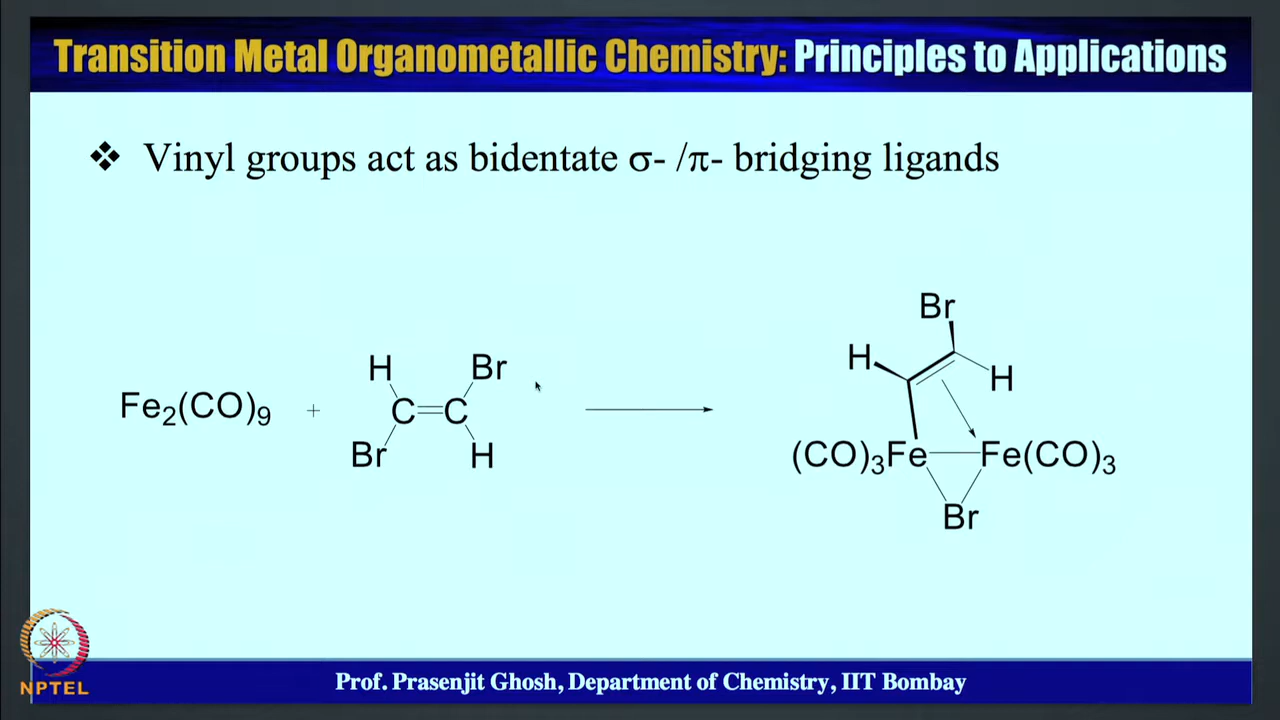 Transition Metal Organometallic Chemistry: Principles to Applications
❖ Vinyl groups act as bidentate σ- /π- bridging ligands
Fe₂(CO)₉ + H Br C=C Br H
Br
H H
(CO)₃Fe Fe(CO)₃
Br
NPTEL
Prof. Prasenjit Ghosh, Department of Chemistry, IIT Bombay